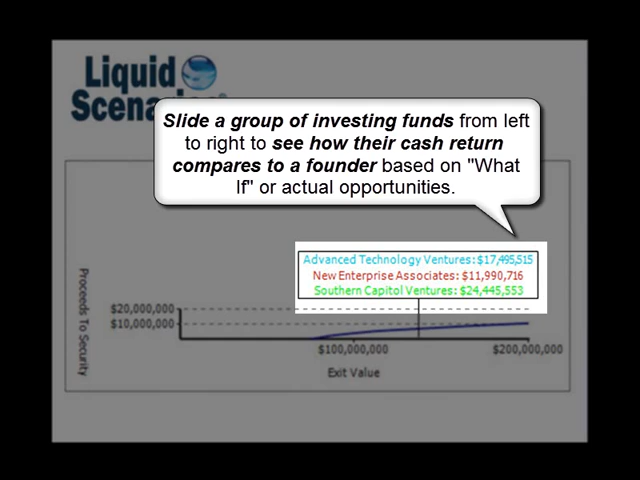 Liquid
Slide a group of investing funds from left
to right to see how their cash return
compares to a founder based on "What
If" or actual opportunities.
Advanced Technology Ventures: $17,495,515
New Enterprise Associates: $11,990,716
Southern Capitol Ventures: $24,445,553
Proceeds To Security
$20,000,000
$10,000,000
$100,000,000
$200,000,000
Exit Value